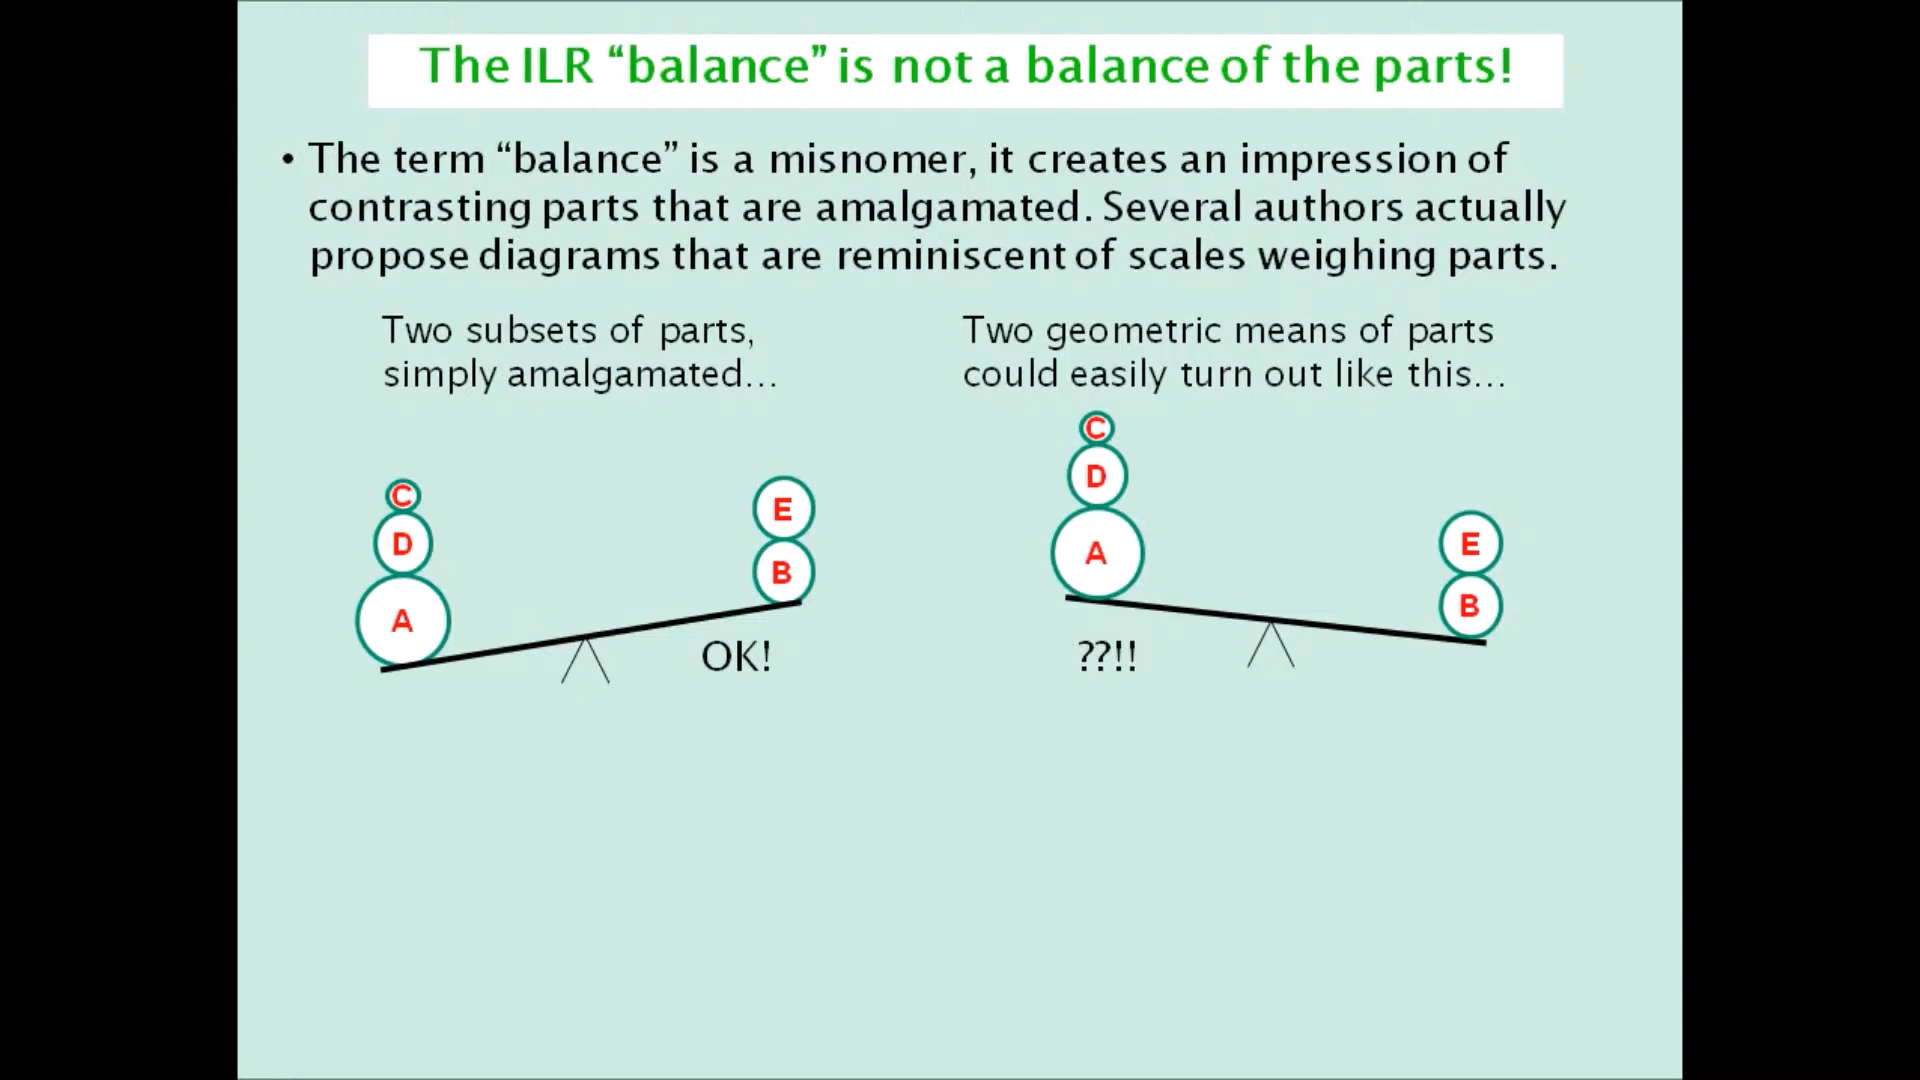 The ILR “balance” is not a balance of the parts!
• The term “balance” is a misnomer, it creates an impression of
contrasting parts that are amalgamated. Several authors actually
propose diagrams that are reminiscent of scales weighing parts.
Two subsets of parts,
simply amalgamated...
Two geometric means of parts
could easily turn out like this...
C
D
A
E
B
OK!
C
D
A
E
B
??!!